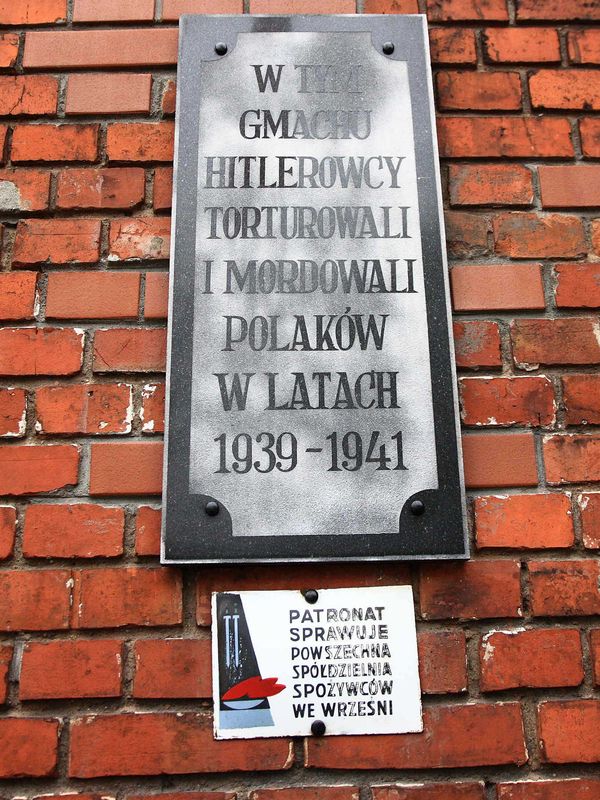 W TYM
GMACHU
HITLEROWCY
TORTUROWALI
I MORDOWALI
POLAKÓW
W LATACH
1939-1941
PATRONAT
SPRAWUJE
POWSZECHNA
SPÓŁDZIELNIA
SPOŻYWCÓW
WE WRZEŚNI